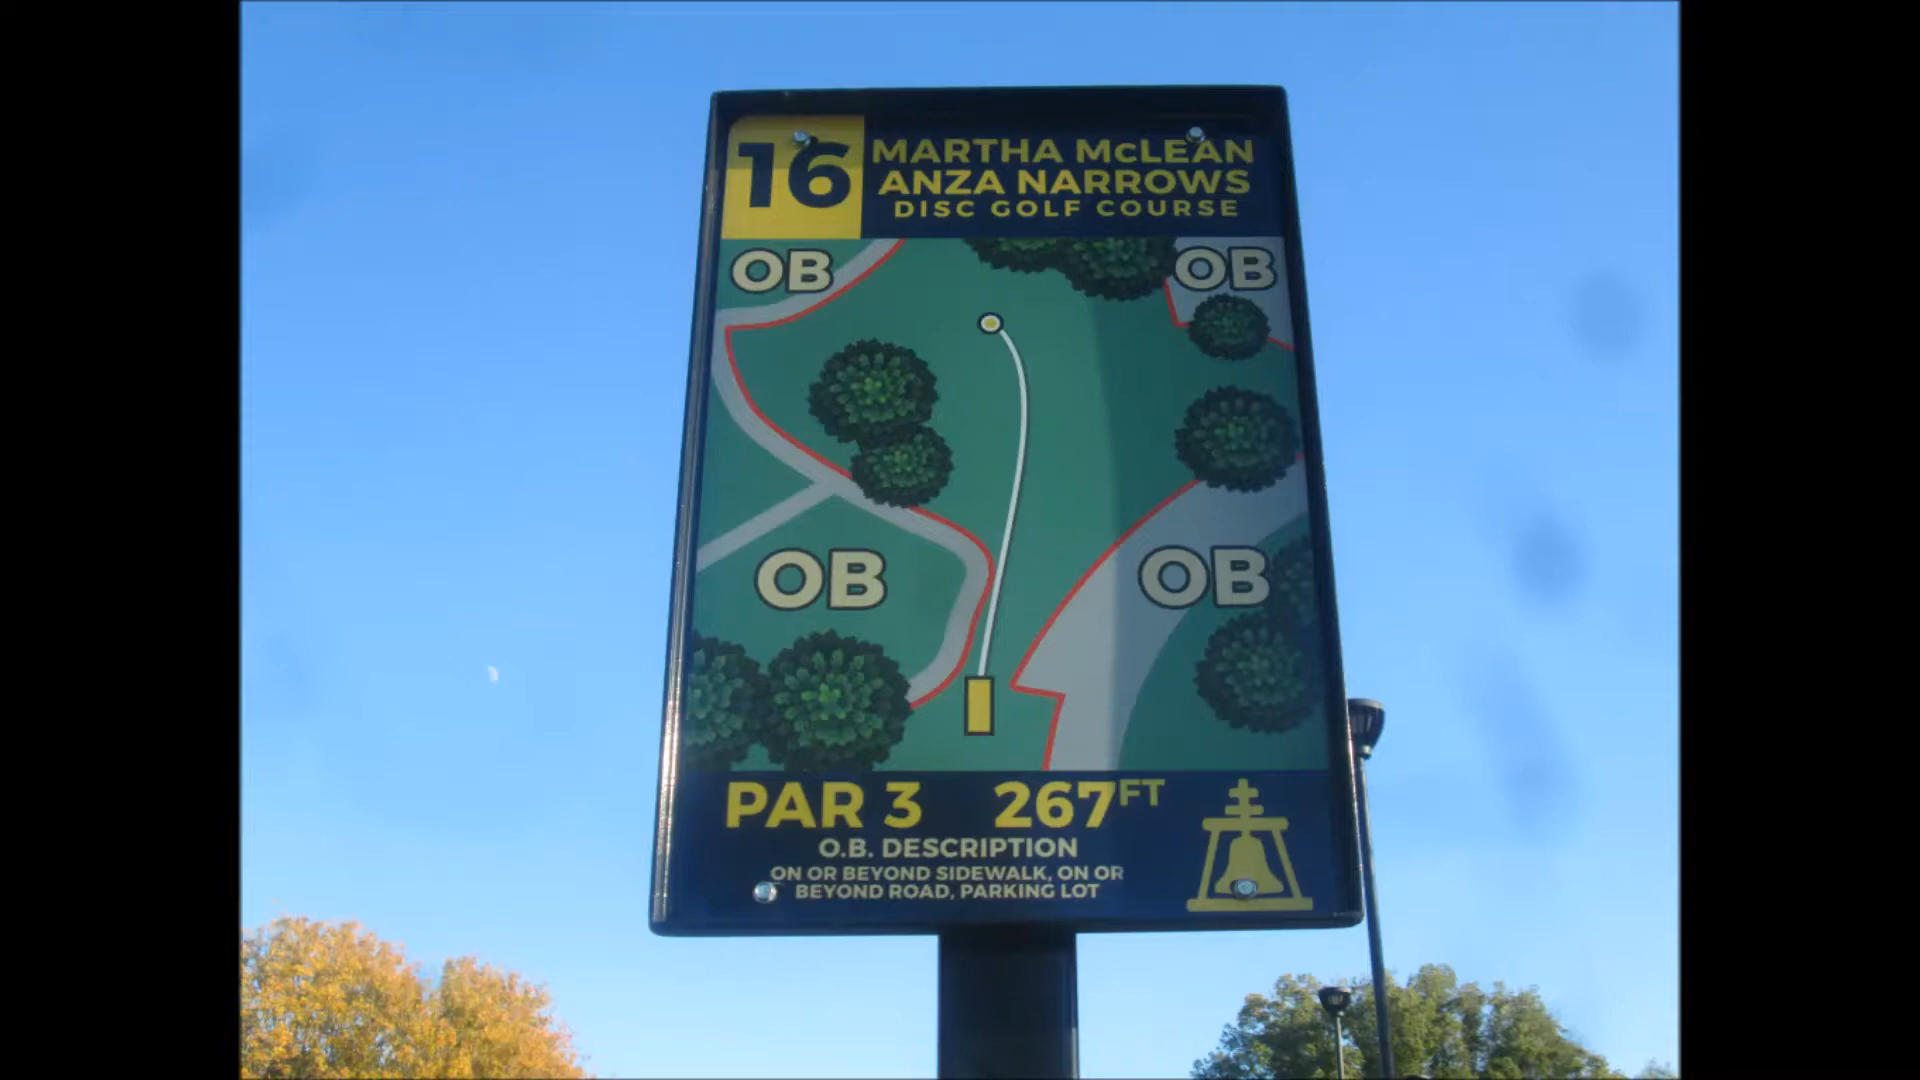 16
MARTHA McLEAN
ANZA NARROWS
DISC GOLF COURSE
OB
OB
OB
OB
PAR 3 267FT
O.B. DESCRIPTION
ON OR BEYOND SIDEWALK, ON OR
BEYOND ROAD, PARKING LOT